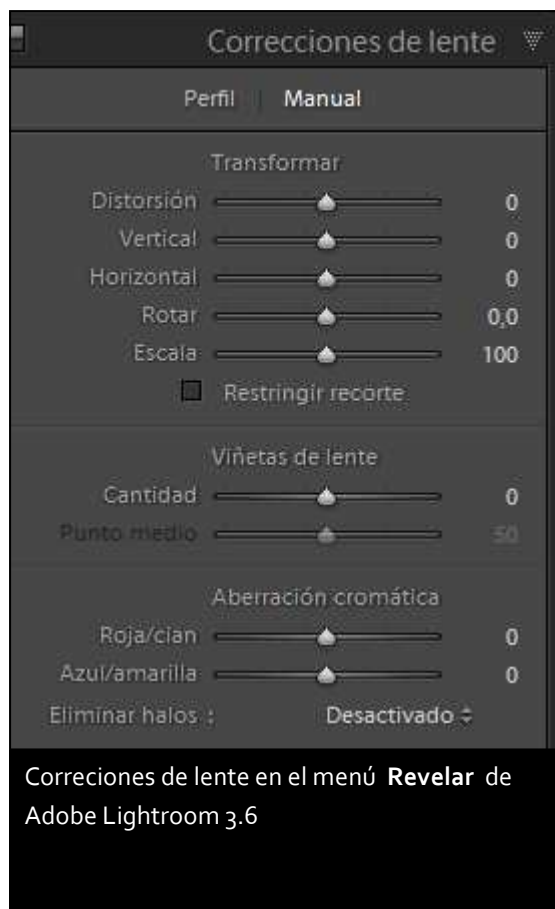 Correcciones de lente
Perfil | Manual
Transformar
Distorsión 0
Vertical 0
Horizontal 0
Rotar 0,0
Escala 100
Restringir recorte
Viñetas de lente
Cantidad 0
Punto medio 50
Aberración cromática
Roja/cian 0
Azul/amarilla 0
Eliminar halos : Desactivado
Correciones de lente en el menú Revelar de
Adobe Lightroom 3.6